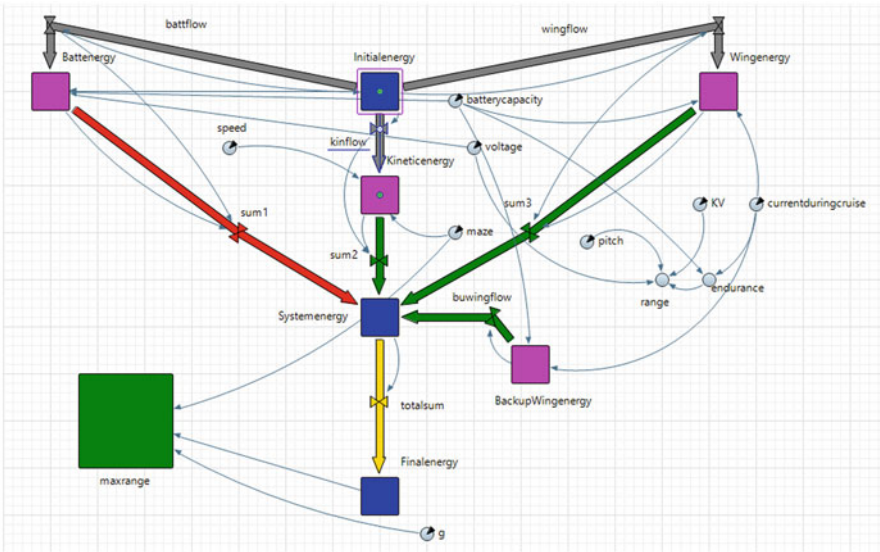 battflow
wingflow
Battenergy
Initialenergy
Wingenergy
batterycapacity
speed
kinflow
voltage
Kineticenergy
sum1
sum3
KV
currentduringcruise
maze
pitch
sum2
endurance
range
buwingflow
Systemenergy
BackupWingenergy
totalsum
Finalenergy
maxrange
g